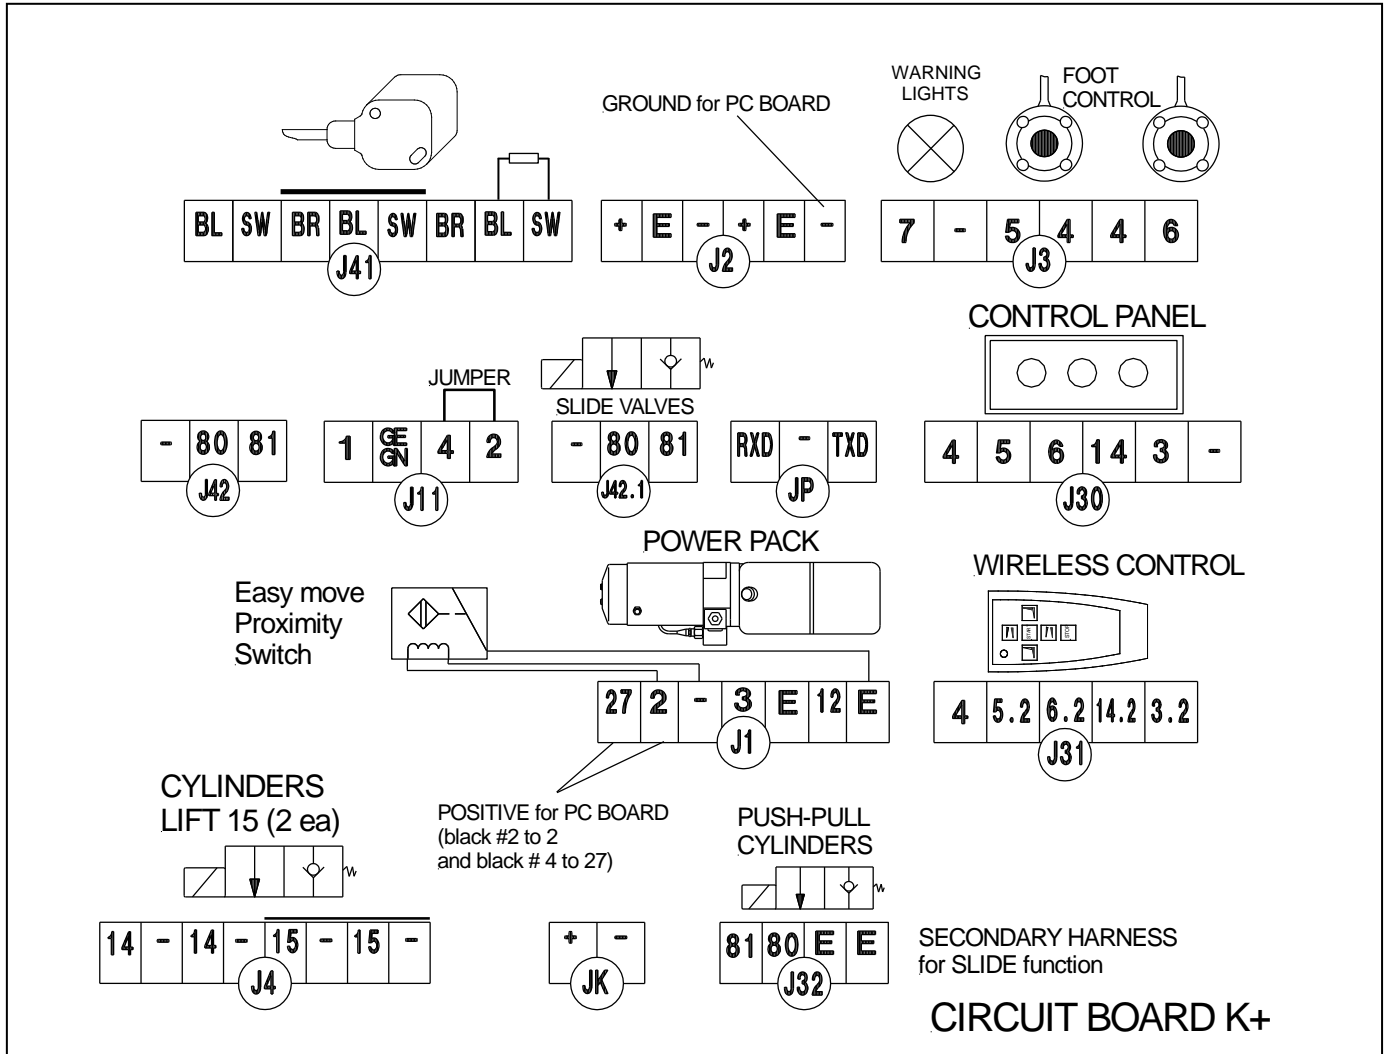 WARNING
LIGHTS
FOOT
CONTROL
GROUND for PC BOARD
BL SW BR BL SW BR BL SW
J41
+ E - + E -
J2
7 - 5 4 4 6
J3
CONTROL PANEL
JUMPER
SLIDE VALVES
- 80 81
J42
1 GE GN 4 2
J11
- 80 81
J42.1
RXD - TXD
JP
4 5 6 14 3 -
J30
POWER PACK
WIRELESS CONTROL
Easy move
Proximity
Switch
START STOP
27 2 - 3 E 12 E
J1
4 5.2 6.2 14.2 3.2
J31
CYLINDERS
LIFT 15 (2 ea)
POSITIVE for PC BOARD
(black #2 to 2
and black # 4 to 27)
PUSH-PULL
CYLINDERS
14 - 14 - 15 - 15 -
J4
+ -
JK
81 80 E E
J32
SECONDARY HARNESS
for SLIDE function
CIRCUIT BOARD K+